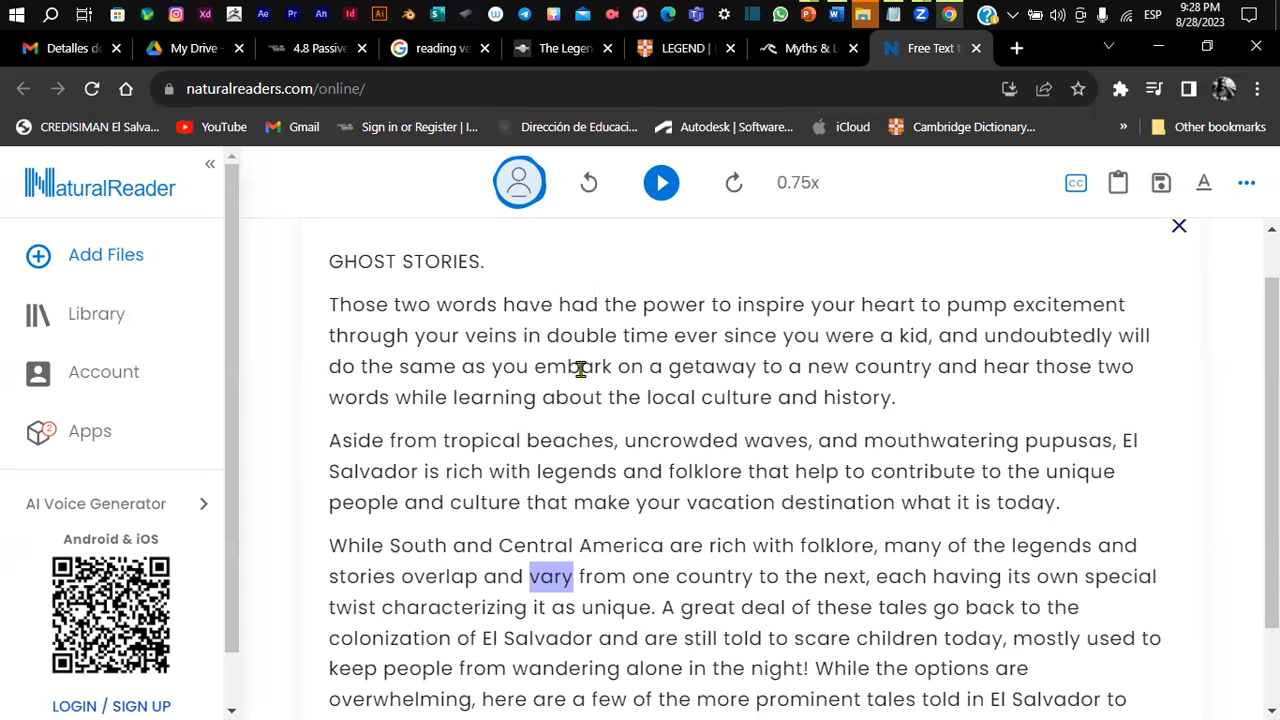 9:28 PM
ESP
8/28/2023
Detalles de
My Drive -
4.8 Passive
reading ve
The Legen
LEGEND |
Myths & L
Free Text t
naturalreaders.com/online/
CREDISIMAN El Salva...
YouTube
Gmail
Sign in or Register | I...
Dirección de Educaci...
Autodesk | Software...
iCloud
Cambridge Dictionary...
»
Other bookmarks
NaturalReader
«
0.75x
CC
A
Add Files
Library
Account
2
Apps
AI Voice Generator
Android & iOS
LOGIN / SIGN UP
GHOST STORIES.
Those two words have had the power to inspire your heart to pump excitement
through your veins in double time ever since you were a kid, and undoubtedly will
do the same as you embark on a getaway to a new country and hear those two
words while learning about the local culture and history.
Aside from tropical beaches, uncrowded waves, and mouthwatering pupusas, El
Salvador is rich with legends and folklore that help to contribute to the unique
people and culture that make your vacation destination what it is today.
While South and Central America are rich with folklore, many of the legends and
stories overlap and vary from one country to the next, each having its own special
twist characterizing it as unique. A great deal of these tales go back to the
colonization of El Salvador and are still told to scare children today, mostly used to
keep people from wandering alone in the night! While the options are
overwhelming, here are a few of the more prominent tales told in El Salvador to